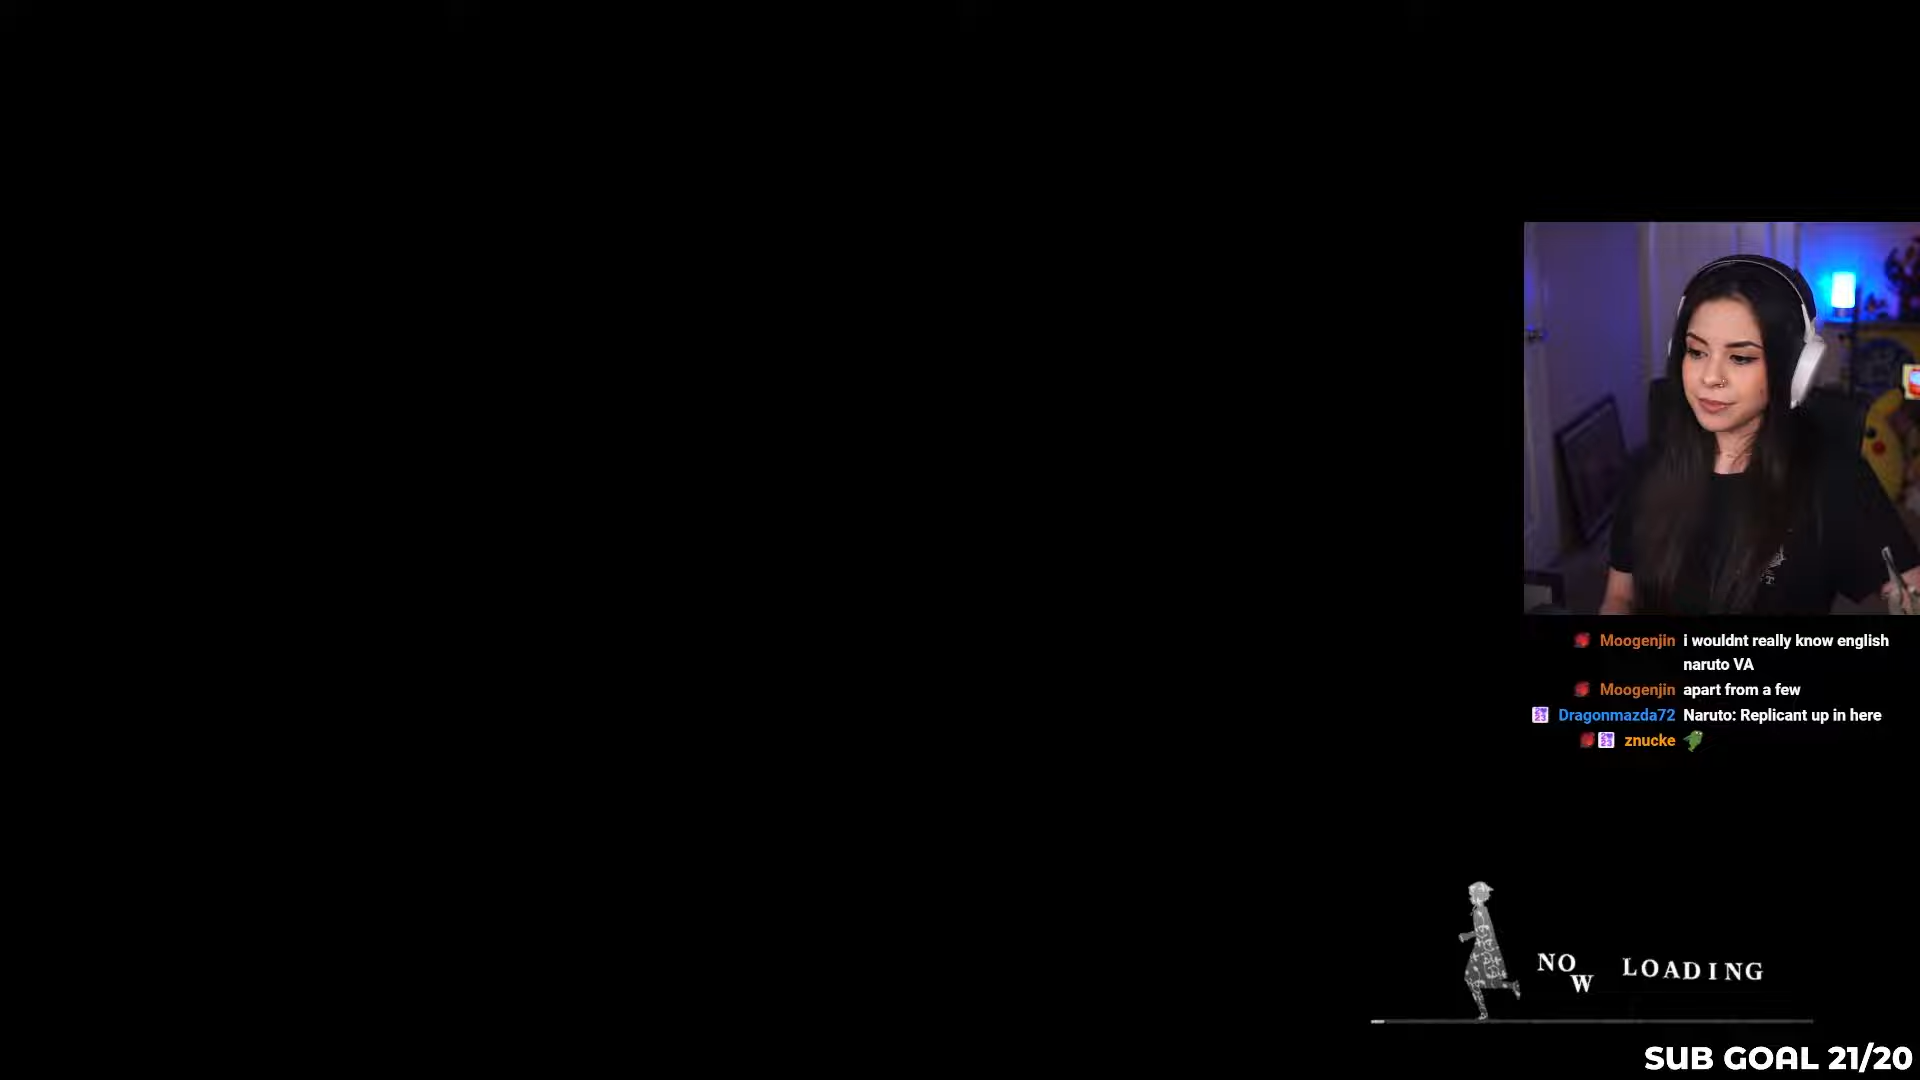 Moogenjin i wouldnt really know english
naruto VA
Moogenjin apart from a few
Dragonmazda72 Naruto: Replicant up in here
znucke
NOW LOADING
SUB GOAL 21/20